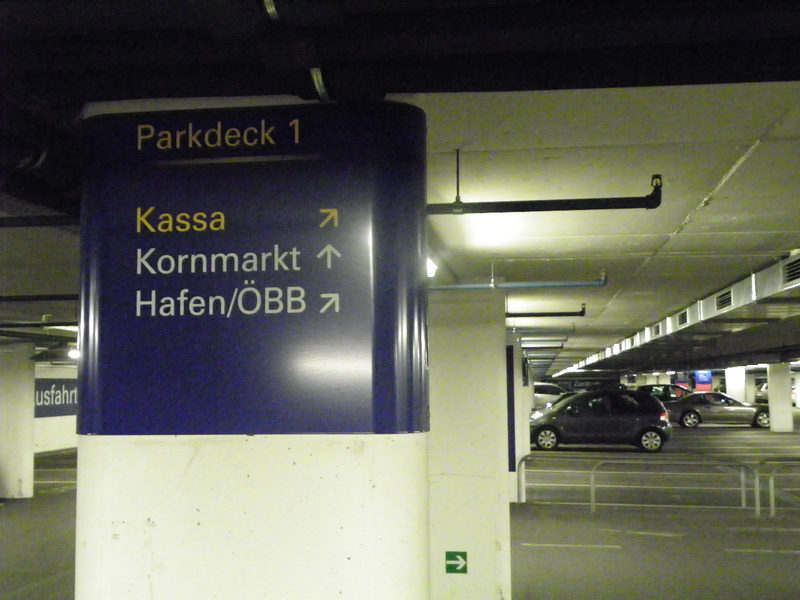 Parkdeck 1
Kassa ↗
Kornmarkt ↑
Hafen/ÖBB ↗
usfahrt